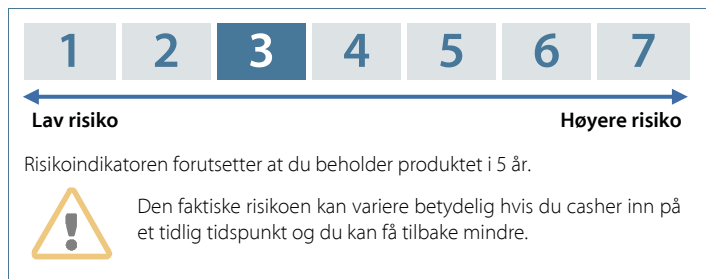 1 2 3 4 5 6 7
Lav risiko Høyere risiko
Risikoindikatoren forutsetter at du beholder produktet i 5 år.
Den faktiske risikoen kan variere betydelig hvis du casher inn på
et tidlig tidspunkt og du kan få tilbake mindre.